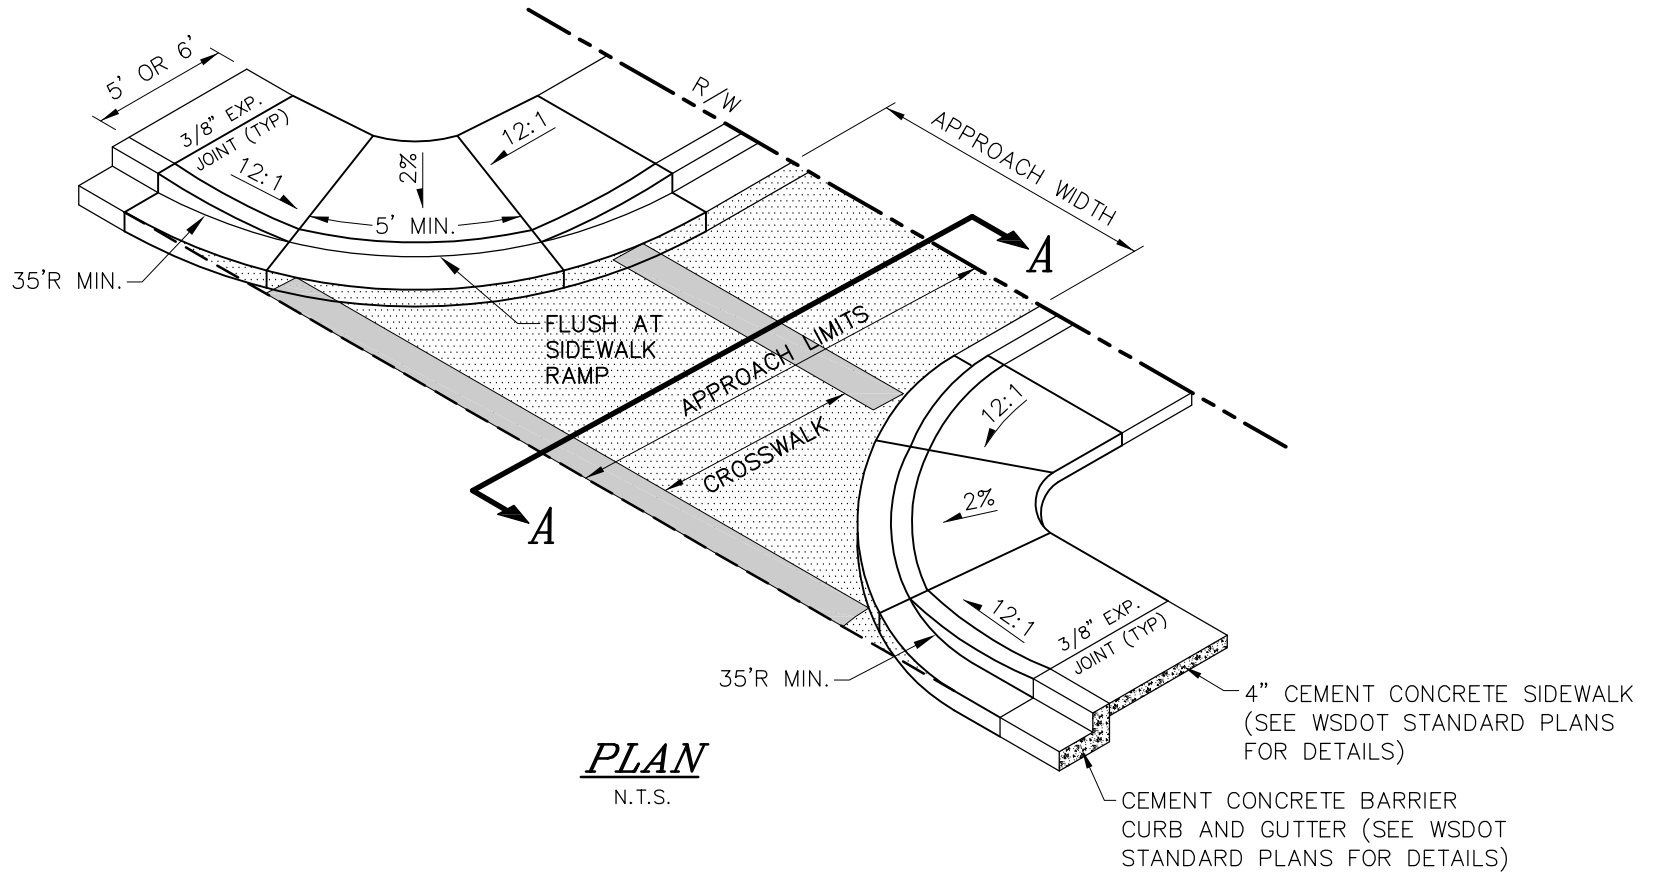 5' OR 6'
R/W
3/8" EXP.
JOINT (TYP)
12:1
2%
12:1
5' MIN.
APPROACH WIDTH
35'R MIN.
A
FLUSH AT
SIDEWALK
RAMP
APPROACH LIMITS
CROSSWALK
A
12:1
2%
12:1
3/8" EXP.
JOINT (TYP)
35'R MIN.
4" CEMENT CONCRETE SIDEWALK
(SEE WSDOT STANDARD PLANS
FOR DETAILS)
PLAN
N.T.S.
CEMENT CONCRETE BARRIER
CURB AND GUTTER (SEE WSDOT
STANDARD PLANS FOR DETAILS)